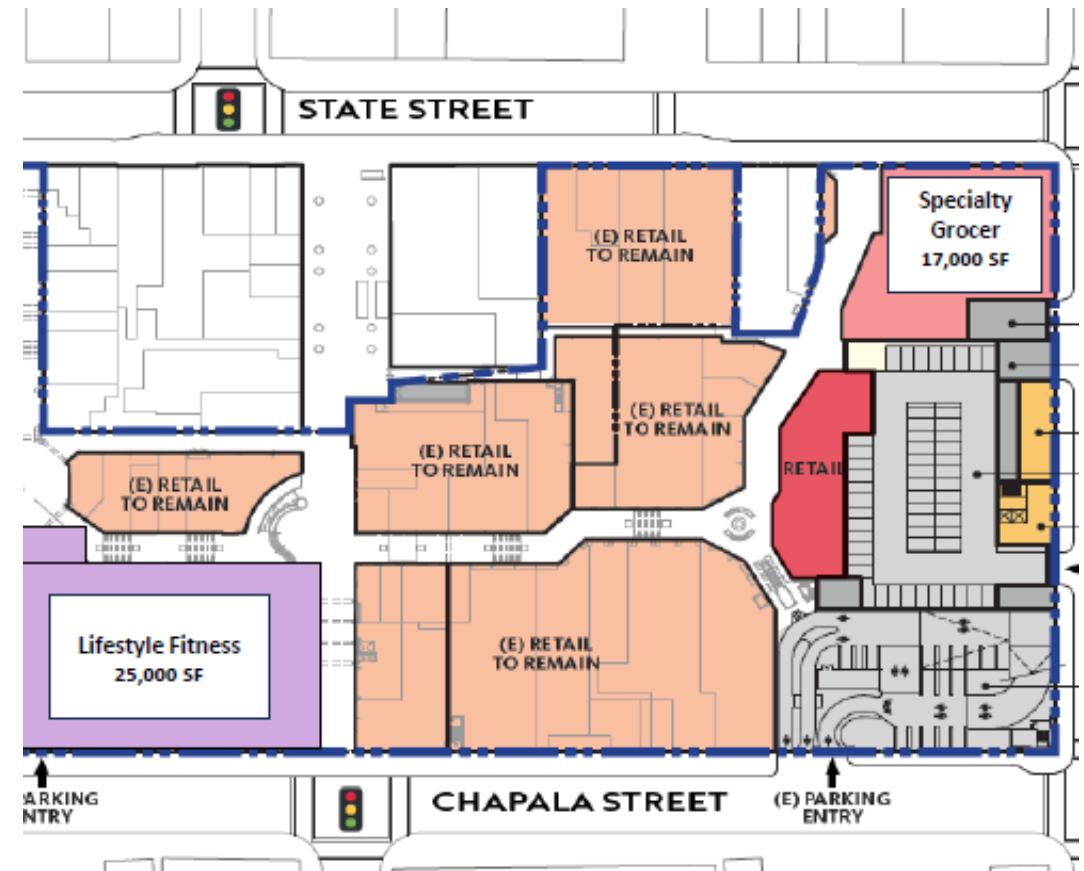 STATE STREET
Specialty
Grocer
17,000 SF
(E) RETAIL
TO REMAIN
(E) RETAIL
TO REMAIN
(E) RETAIL
TO REMAIN
RETAIL
(E) RETAIL
TO REMAIN
Lifestyle Fitness
25,000 SF
(E) RETAIL
TO REMAIN
PARKING
NTRY
CHAPALA STREET
(E) PARKING
ENTRY